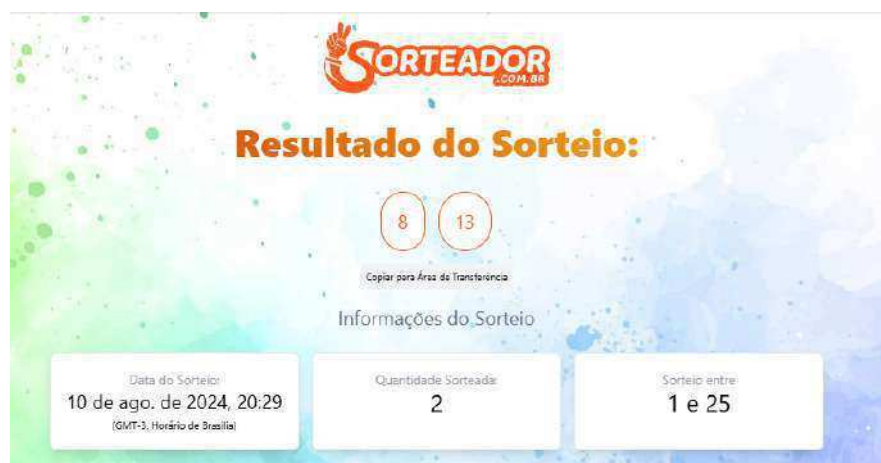 SORTEADOR
.COM.BR
Resultado do Sorteio:
8 13
Copiar para Área de Transferência
Informações do Sorteio
Data do Sorteio: Quantidade Sorteada: Sorteio entre
10 de ago. de 2024, 20:29 2 1 e 25
(GMT-3, Horário de Brasília)